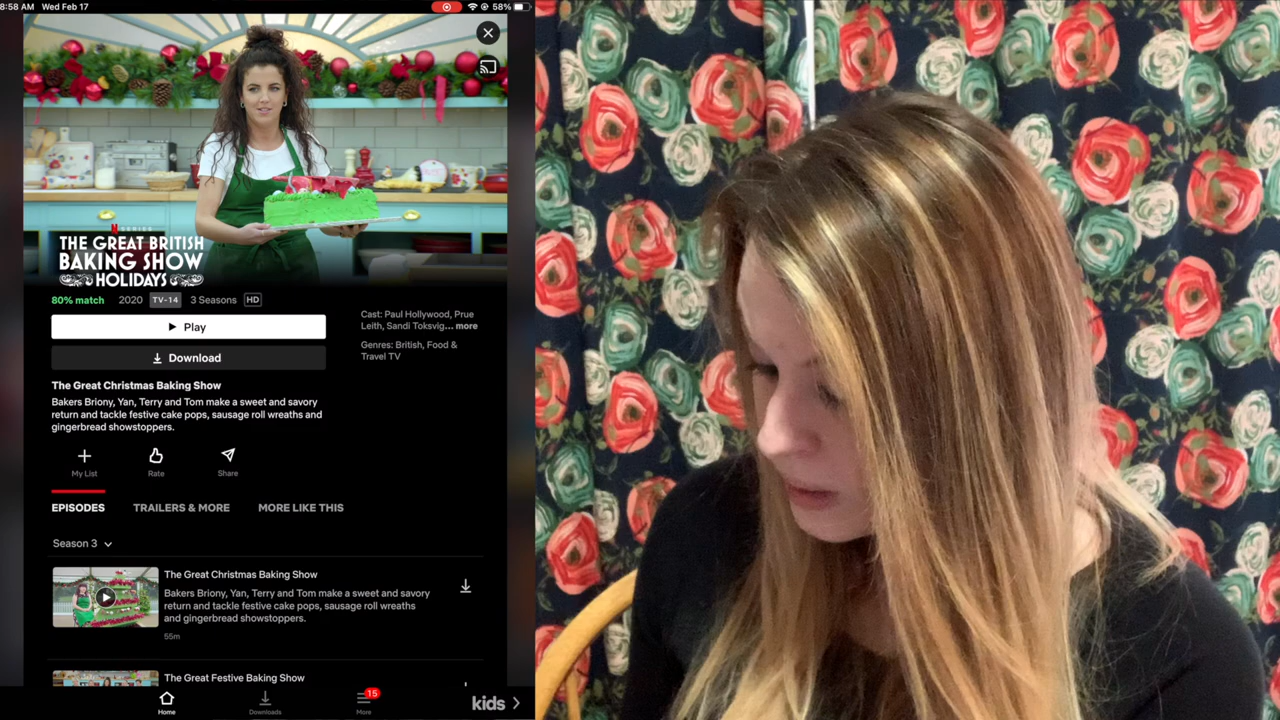 8:58 AM Wed Feb 17
58%
N SERIES
THE GREAT BRITISH
BAKING SHOW
HOLIDAYS
80% match 2020 TV-14 3 Seasons HD
Play
Download
Cast: Paul Hollywood, Prue
Leith, Sandi Toksvig... more
Genres: British, Food &
Travel TV
The Great Christmas Baking Show
Bakers Briony, Yan, Terry and Tom make a sweet and savory
return and tackle festive cake pops, sausage roll wreaths and
gingerbread showstoppers.
My List Rate Share
EPISODES TRAILERS & MORE MORE LIKE THIS
Season 3
The Great Christmas Baking Show
Bakers Briony, Yan, Terry and Tom make a sweet and savory
return and tackle festive cake pops, sausage roll wreaths
and gingerbread showstoppers.
55m
The Great Festive Baking Show
15
Home Downloads More
kids